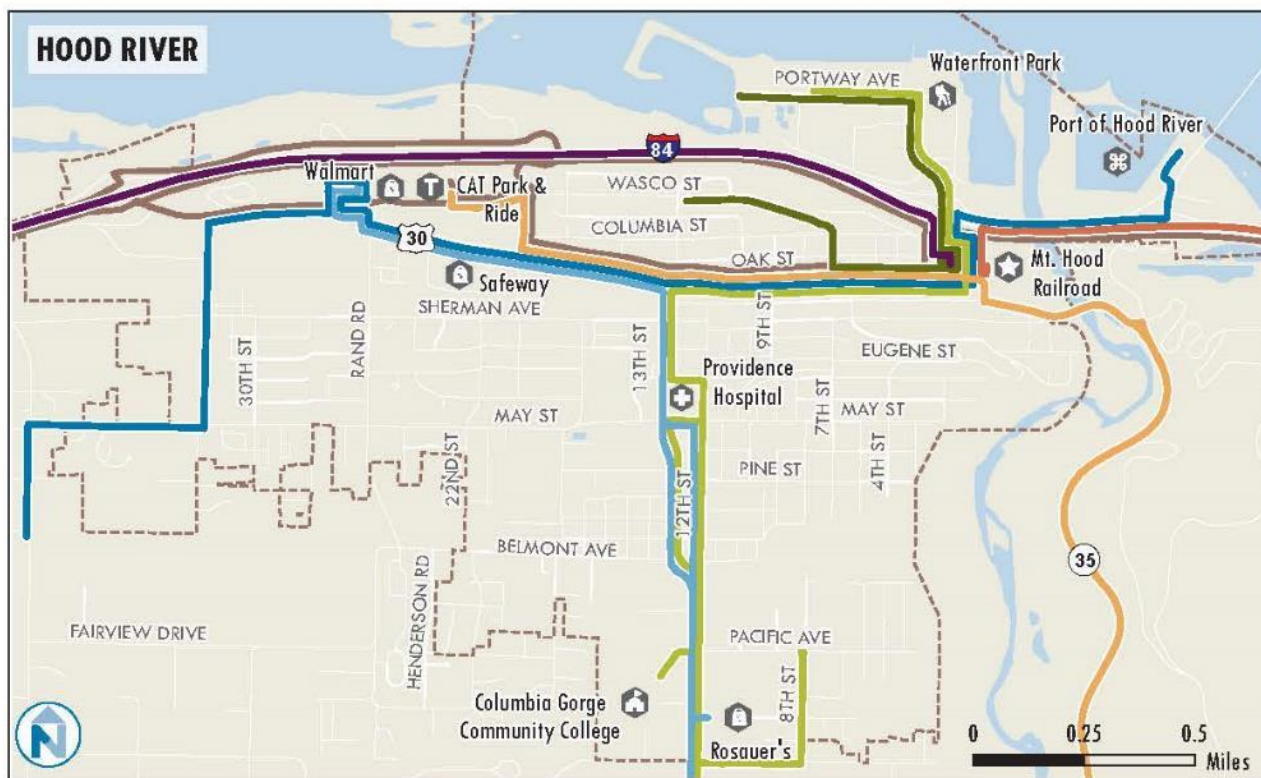 HOOD RIVER
Waterfront Park
PORTWAY AVE
Port of Hood River
84
Walmart
T
CAT Park &
Ride
WASCO ST
COLUMBIA ST
30
OAK ST
Mt. Hood
Railroad
Safeway
SHERMAN AVE
9TH ST
EUGENE ST
30TH ST
RAND RD
13TH ST
Providence
Hospital
MAY ST
7TH ST
MAY ST
22ND ST
PINE ST
4TH ST
12TH ST
BELMONT AVE
35
HENDERSON RD
FAIRVIEW DRIVE
PACIFIC AVE
8TH ST
Columbia Gorge
Community College
Rosauer's
N
0 0.25 0.5
Miles